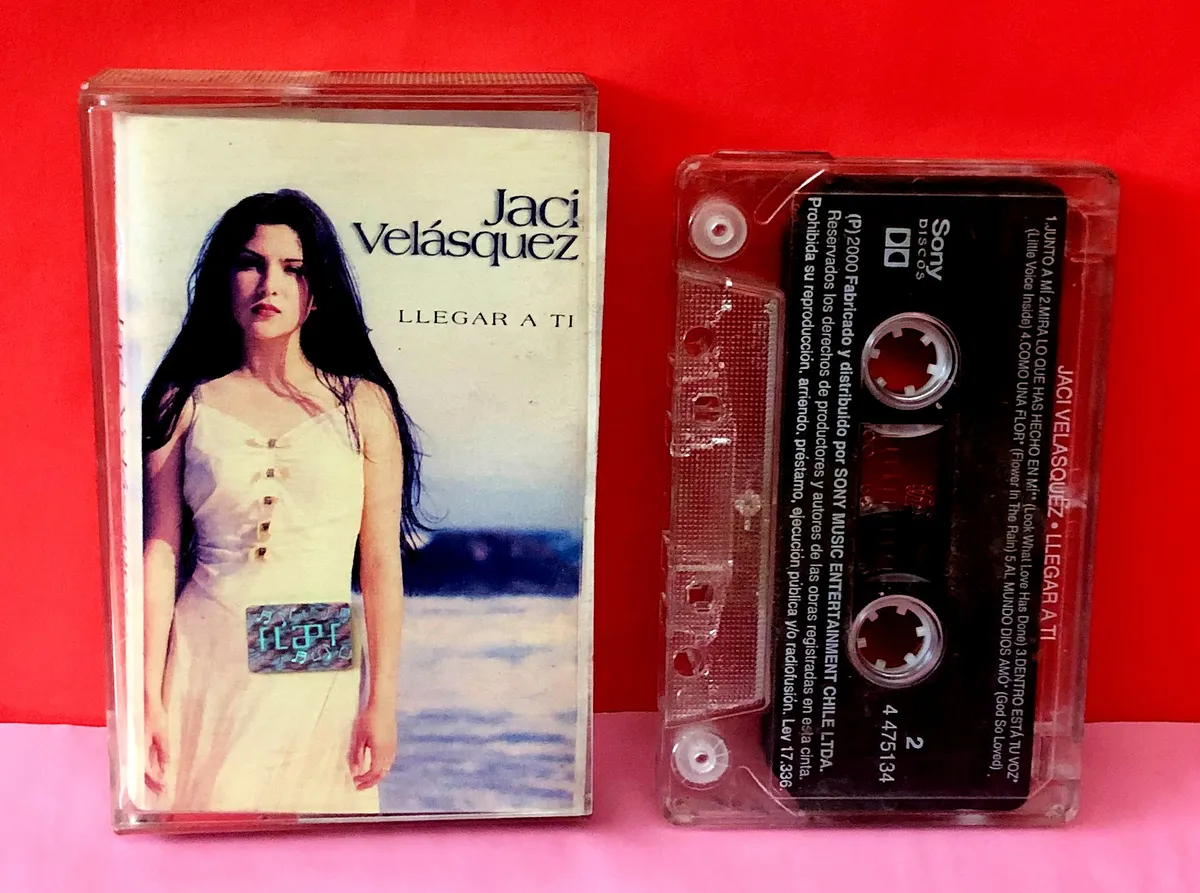 Jaci
Velásquez
LLEGAR A TI
JACI VELASQUEZ • LLEGAR A TI
1.JUNTO A MÍ 2.MIRA LO QUE HAS HECHO EN MÍ* (Look What Love Has Done) 3.DENTRO ESTÁ TU VOZ*
(Little Voice Inside) 4.COMO UNA FLOR* (Flower In The Rain) 5.AL MUNDO DIOS AMÓ* (God So Loved)
Sony
DISCOS
2
4 475134
(P) 2000 Fabricado y distribuido por SONY MUSIC ENTERTAINMENT CHILE LTDA.
Reservados los derechos de productores y autores de las obras registradas en esta cinta.
Prohibida su reproducción, arriendo, préstamo, ejecución pública y/o radiofusión. Ley 17.336.